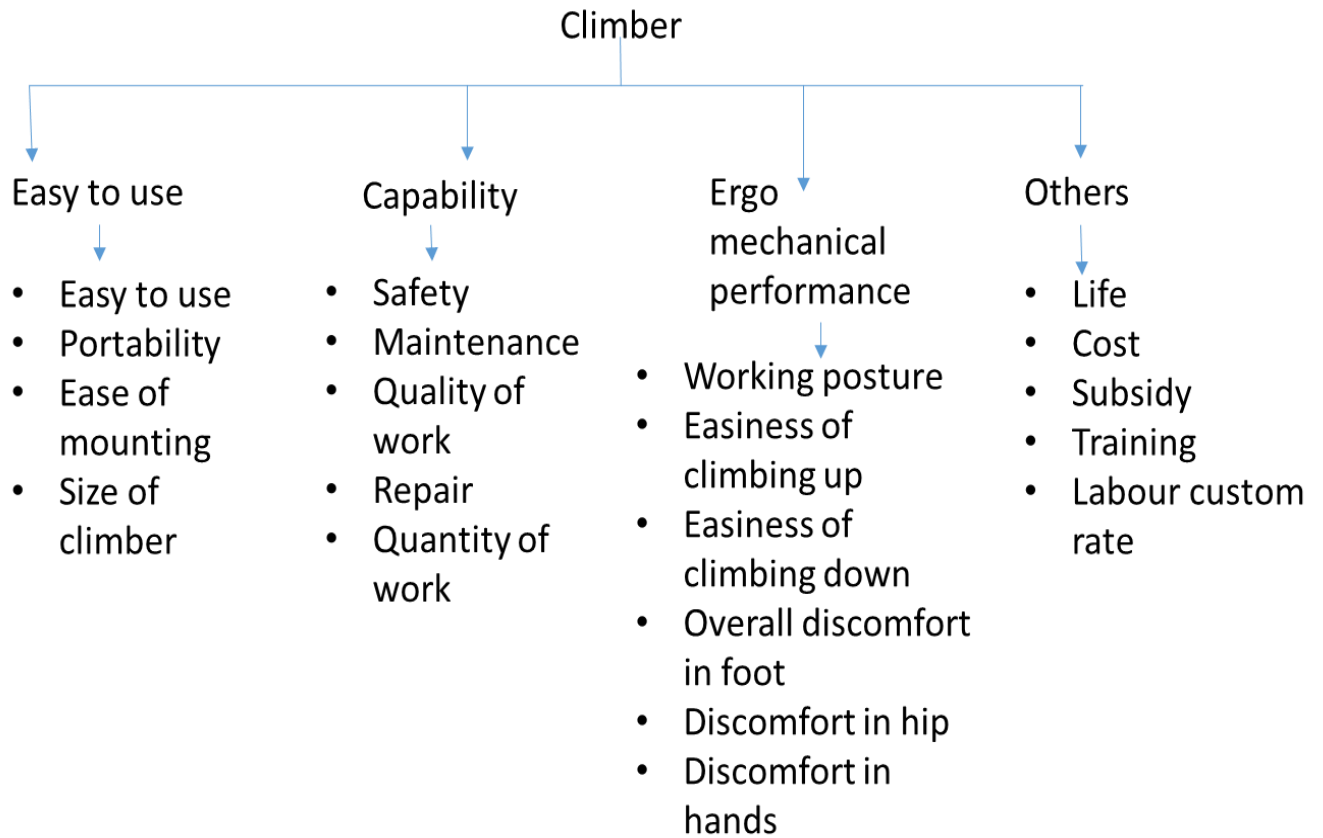 Climber
Easy to use
• Easy to use
• Portability
• Ease of
mounting
• Size of
climber
Capability
• Safety
• Maintenance
• Quality of
work
• Repair
• Quantity of
work
Ergo
mechanical
performance
• Working posture
• Easiness of
climbing up
• Easiness of
climbing down
• Overall discomfort
in foot
• Discomfort in hip
• Discomfort in
hands
Others
• Life
• Cost
• Subsidy
• Training
• Labour custom
rate